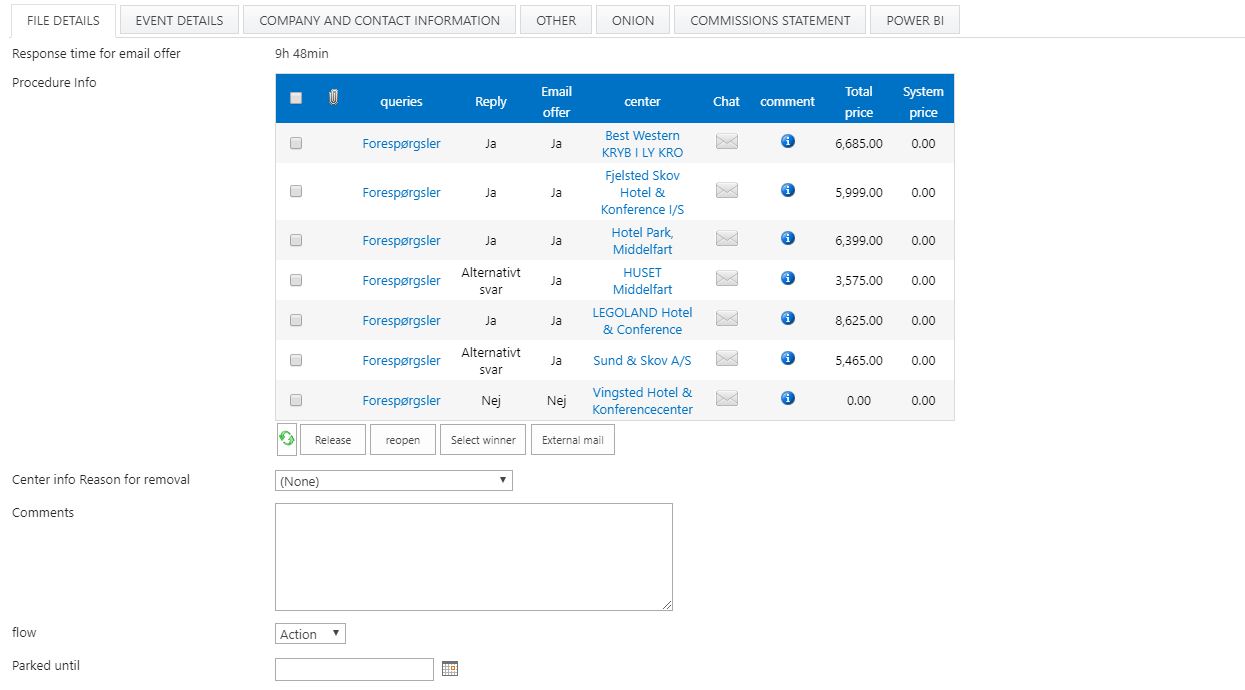 FILE DETAILS EVENT DETAILS COMPANY AND CONTACT INFORMATION OTHER ONION COMMISSIONS STATEMENT POWER BI
Response time for email offer 9h 48min
Procedure Info
queries Reply Email offer center Chat comment Total price System price
Forespørgsler Ja Ja Best Western KRYB I LY KRO 6,685.00 0.00
Forespørgsler Ja Ja Fjelsted Skov Hotel & Konference I/S 5,999.00 0.00
Forespørgsler Ja Ja Hotel Park, Middelfart 6,399.00 0.00
Forespørgsler Alternativt svar Ja HUSET Middelfart 3,575.00 0.00
Forespørgsler Ja Ja LEGOLAND Hotel & Conference 8,625.00 0.00
Forespørgsler Alternativt svar Ja Sund & Skov A/S 5,465.00 0.00
Forespørgsler Nej Nej Vingsted Hotel & Konferencecenter 0.00 0.00
Release reopen Select winner External mail
Center info Reason for removal (None)
Comments
flow Action
Parked until